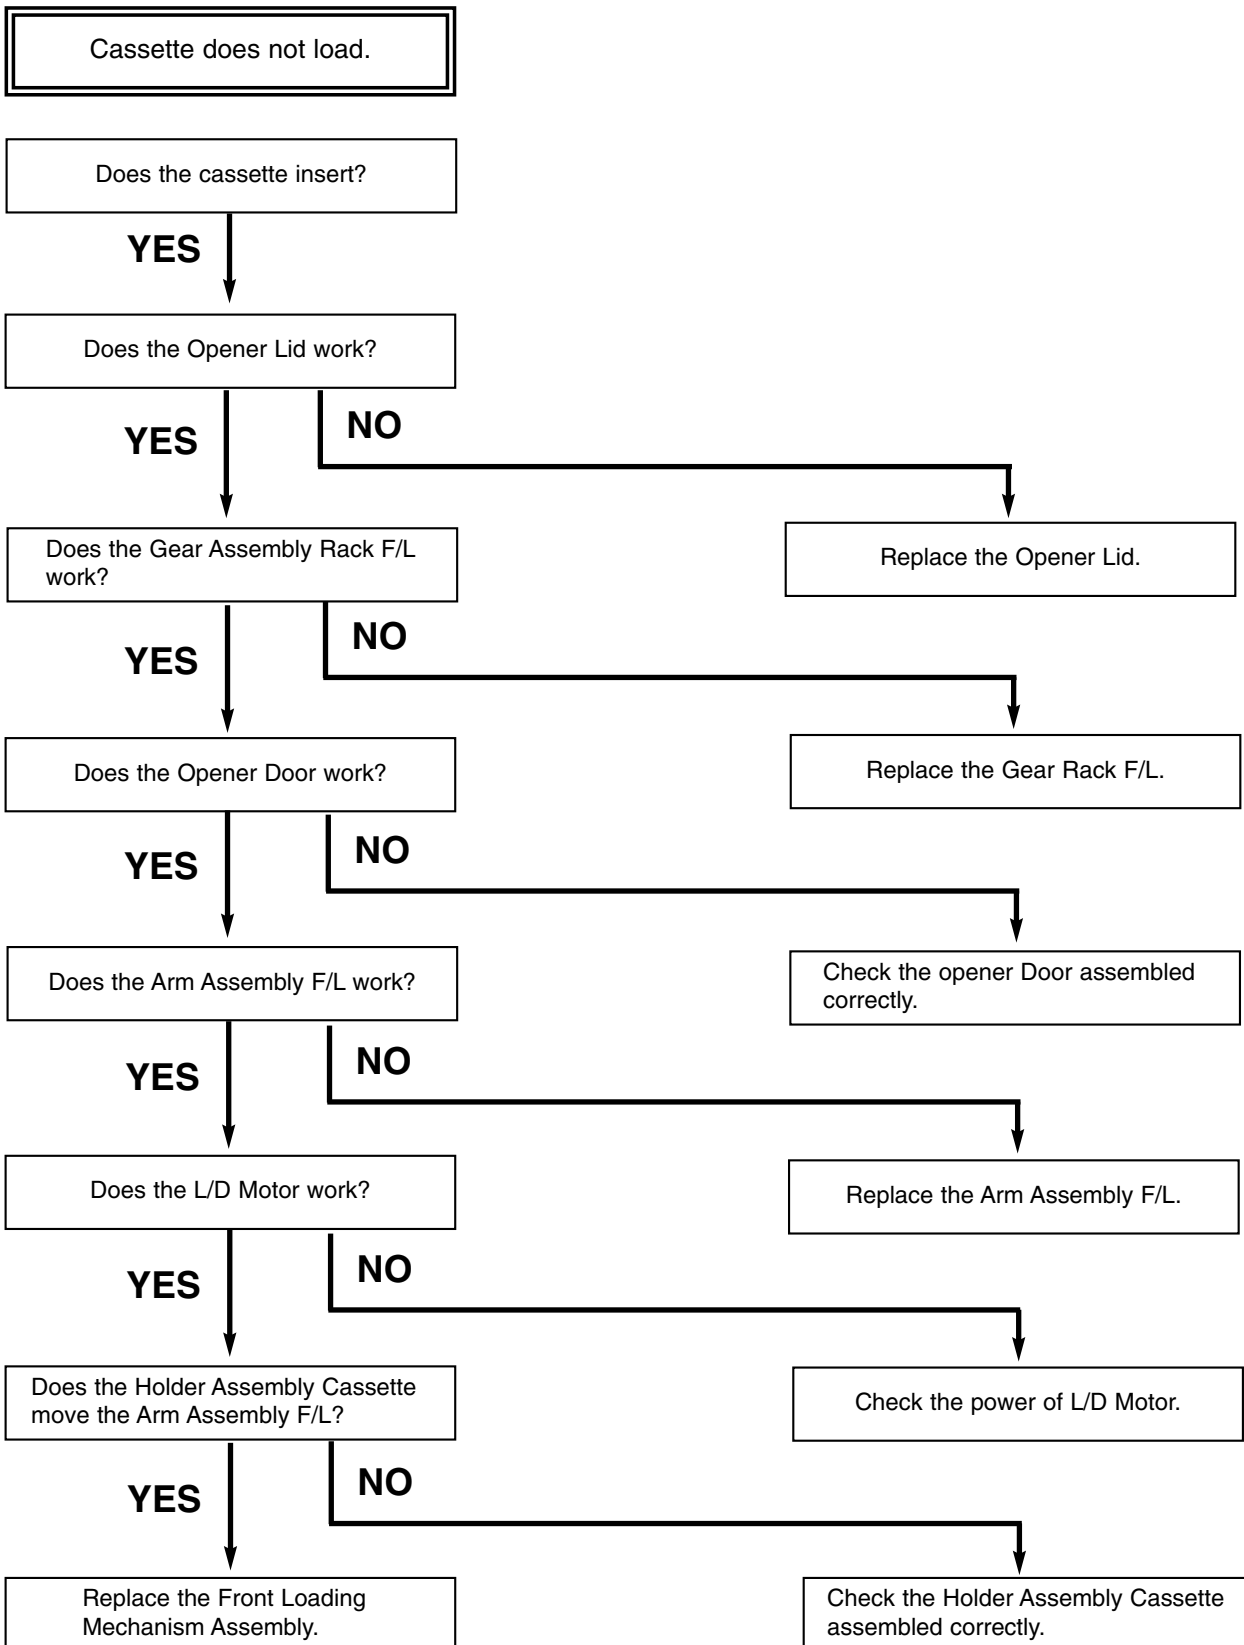 Cassette does not load.
Does the cassette insert?
YES
Does the Opener Lid work?
YES
NO
Does the Gear Assembly Rack F/L
work?
Replace the Opener Lid.
YES
NO
Does the Opener Door work?
Replace the Gear Rack F/L.
YES
NO
Does the Arm Assembly F/L work?
Check the opener Door assembled
correctly.
YES
NO
Does the L/D Motor work?
Replace the Arm Assembly F/L.
YES
NO
Does the Holder Assembly Cassette
move the Arm Assembly F/L?
Check the power of L/D Motor.
YES
NO
Replace the Front Loading
Mechanism Assembly.
Check the Holder Assembly Cassette
assembled correctly.